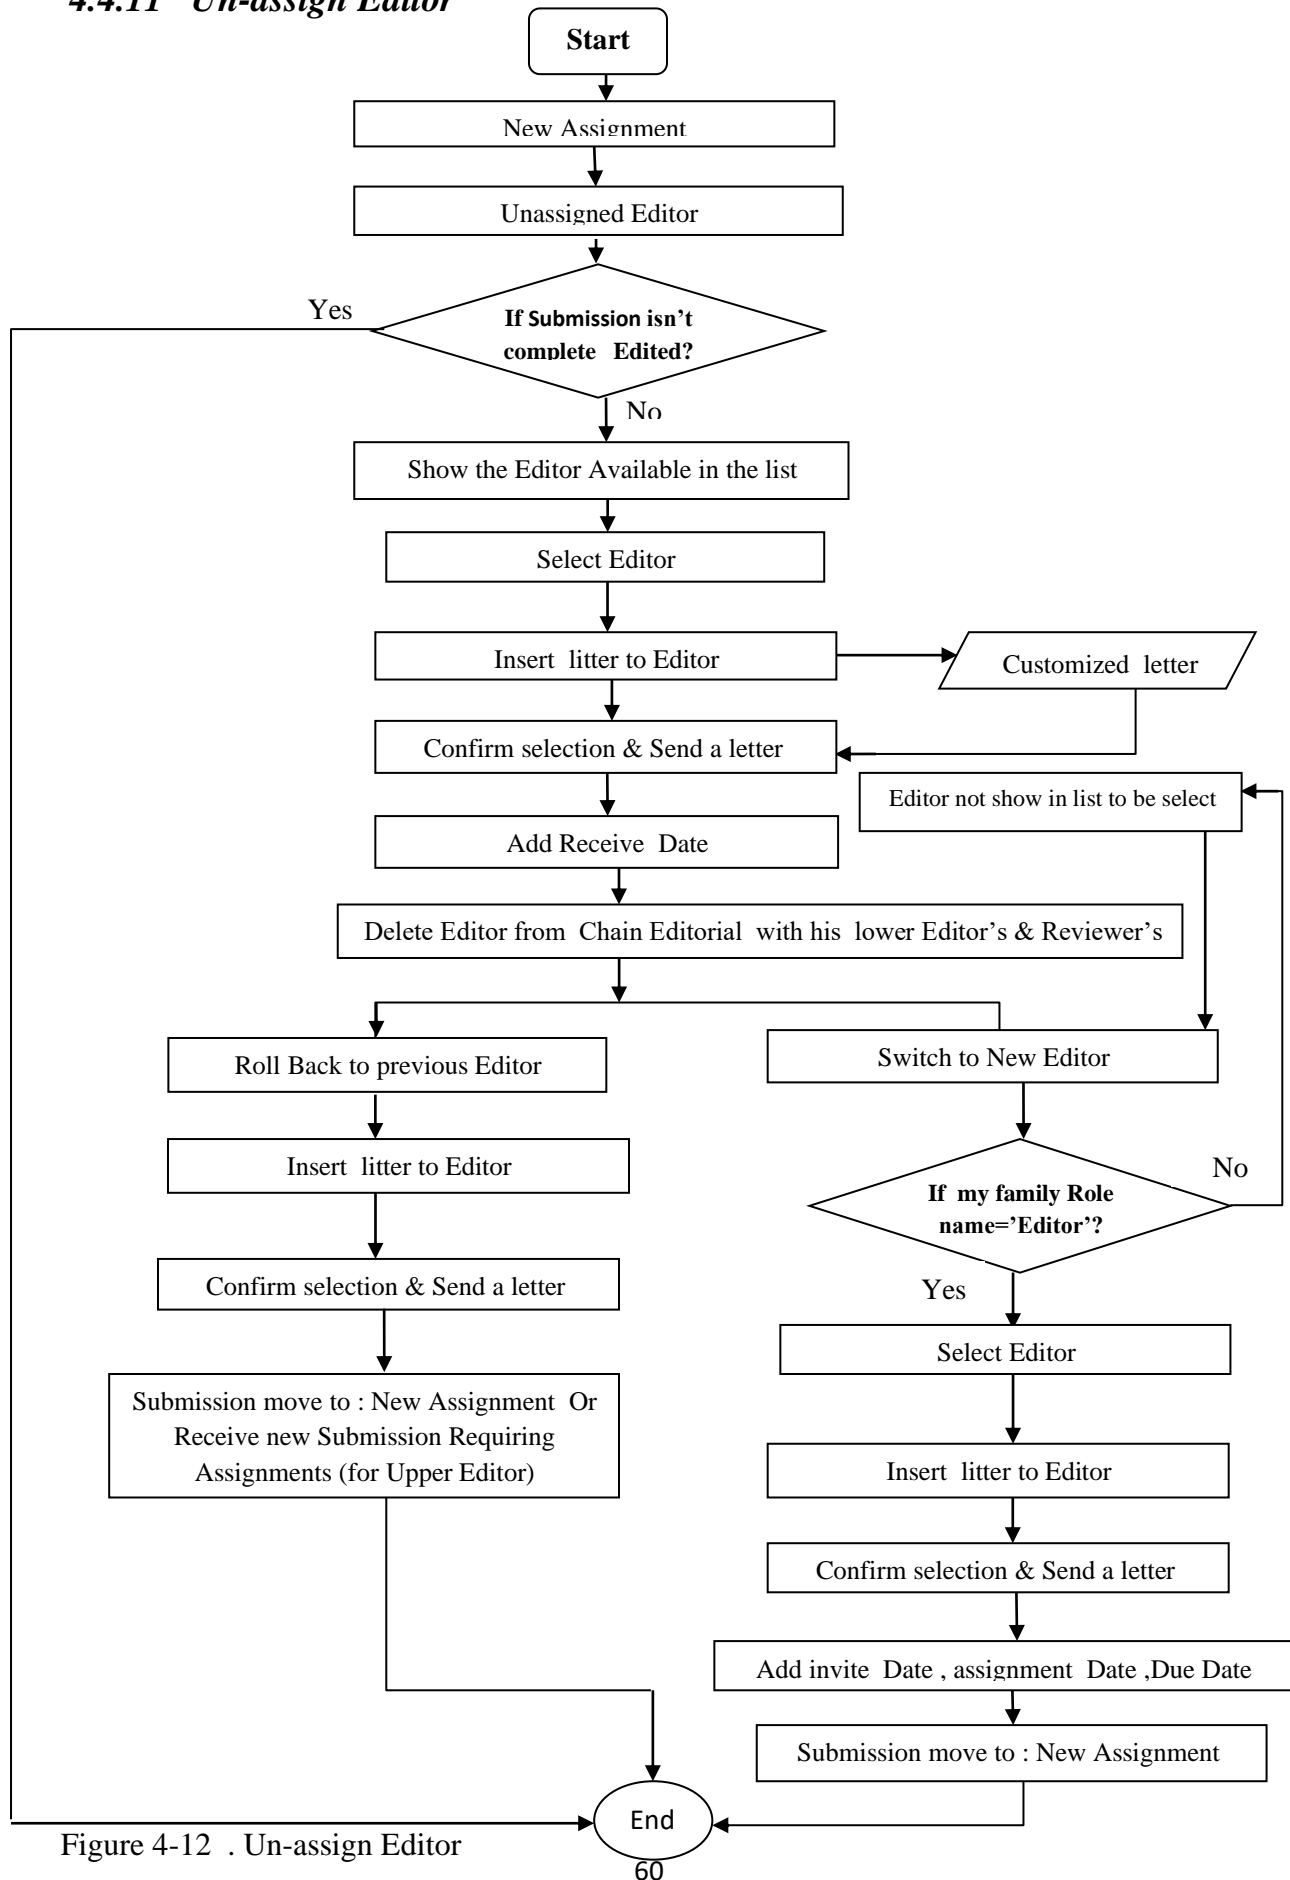 4.4.11 Un-assign Editor
Start
New Assignment
Unassigned Editor
Yes
If Submission isn't
complete Edited?
No
Show the Editor Available in the list
Select Editor
Insert litter to Editor
Customized letter
Confirm selection & Send a letter
Editor not show in list to be select
Add Receive Date
Delete Editor from Chain Editorial with his lower Editor's & Reviewer's
Roll Back to previous Editor
Switch to New Editor
Insert litter to Editor
No
If my family Role
name='Editor'?
Confirm selection & Send a letter
Yes
Select Editor
Submission move to : New Assignment Or
Receive new Submission Requiring
Assignments (for Upper Editor)
Insert litter to Editor
Confirm selection & Send a letter
Add invite Date , assignment Date ,Due Date
Submission move to : New Assignment
End
Figure 4-12 . Un-assign Editor
60